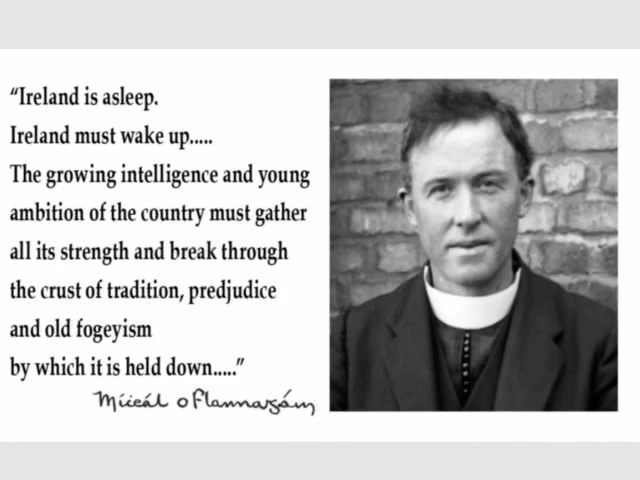 “Ireland is asleep.
Ireland must wake up.....
The growing intelligence and young
ambition of the country must gather
all its strength and break through
the crust of tradition, predjudice
and old fogeyism
by which it is held down.....”
Miceál oFlannagáin